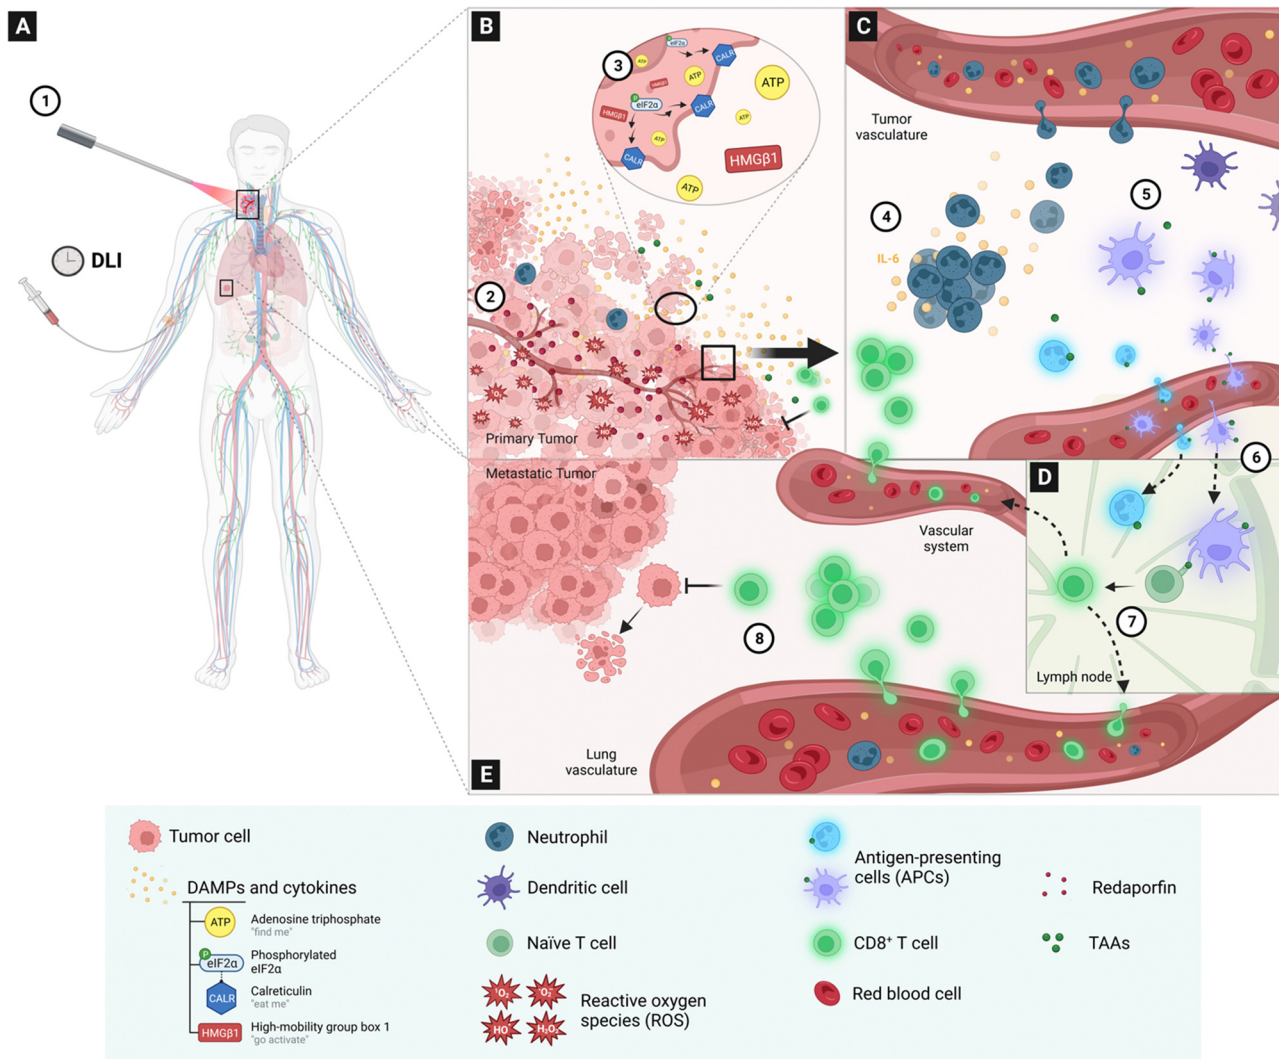 A
1
DLI
B
3
P
eIF2α
CALR
ATP
ATP
ATP
HMGβ1
P
eIF2α
CALR
HMGβ1
ATP
ATP
CALR
HMGβ1
ATP
2
Primary Tumor
C
Tumor
vasculature
4
5
IL-6
6
D
7
Lymph node
Metastatic Tumor
Vascular
system
8
Lung
vasculature
E
Tumor cell
DAMPs and cytokines
ATP
Adenosine triphosphate
"find me"
P
eIF2α
Phosphorylated
eIF2α
CALR
Calreticulin
"eat me"
HMGβ1
High-mobility group box 1
"go activate"
Neutrophil
Dendritic cell
Naïve T cell
Reactive oxygen
species (ROS)
HO
H₂O₂
Antigen-presenting
cells (APCs)
CD8⁺ T cell
Red blood cell
Redaporfin
TAAs